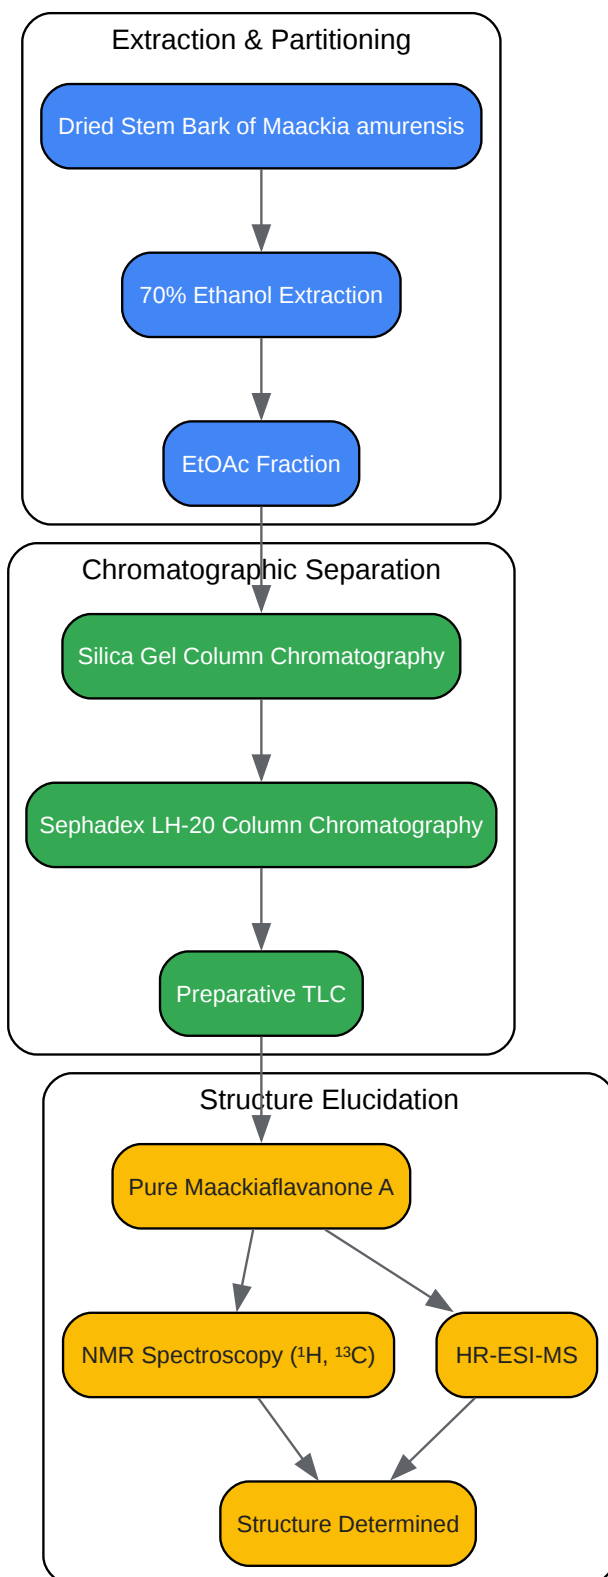 Extraction & Partitioning
Dried Stem Bark of Maackia amurensis
70% Ethanol Extraction
EtOAc Fraction
Chromatographic Separation
Silica Gel Column Chromatography
Sephadex LH-20 Column Chromatography
Preparative TLC
Structure Elucidation
Pure Maackiaflavanone A
NMR Spectroscopy (¹H, ¹³C)
HR-ESI-MS
Structure Determined